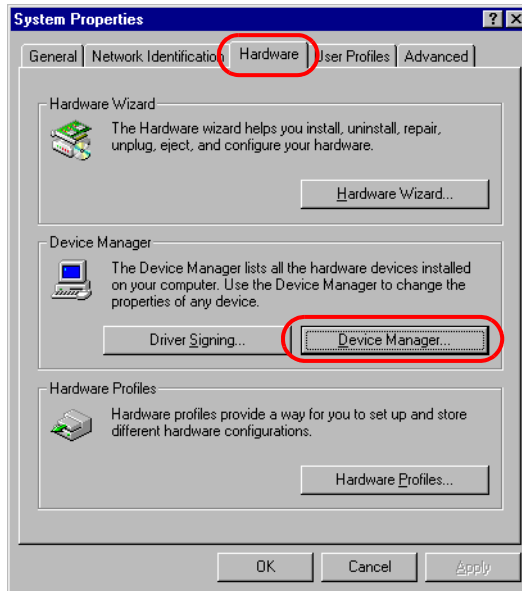 System Properties
General Network Identification Hardware User Profiles Advanced
Hardware Wizard
The Hardware wizard helps you install, uninstall, repair,
unplug, eject, and configure your hardware.
Hardware Wizard...
Device Manager
The Device Manager lists all the hardware devices installed
on your computer. Use the Device Manager to change the
properties of any device.
Driver Signing... Device Manager...
Hardware Profiles
Hardware profiles provide a way for you to set up and store
different hardware configurations.
Hardware Profiles...
OK Cancel Apply